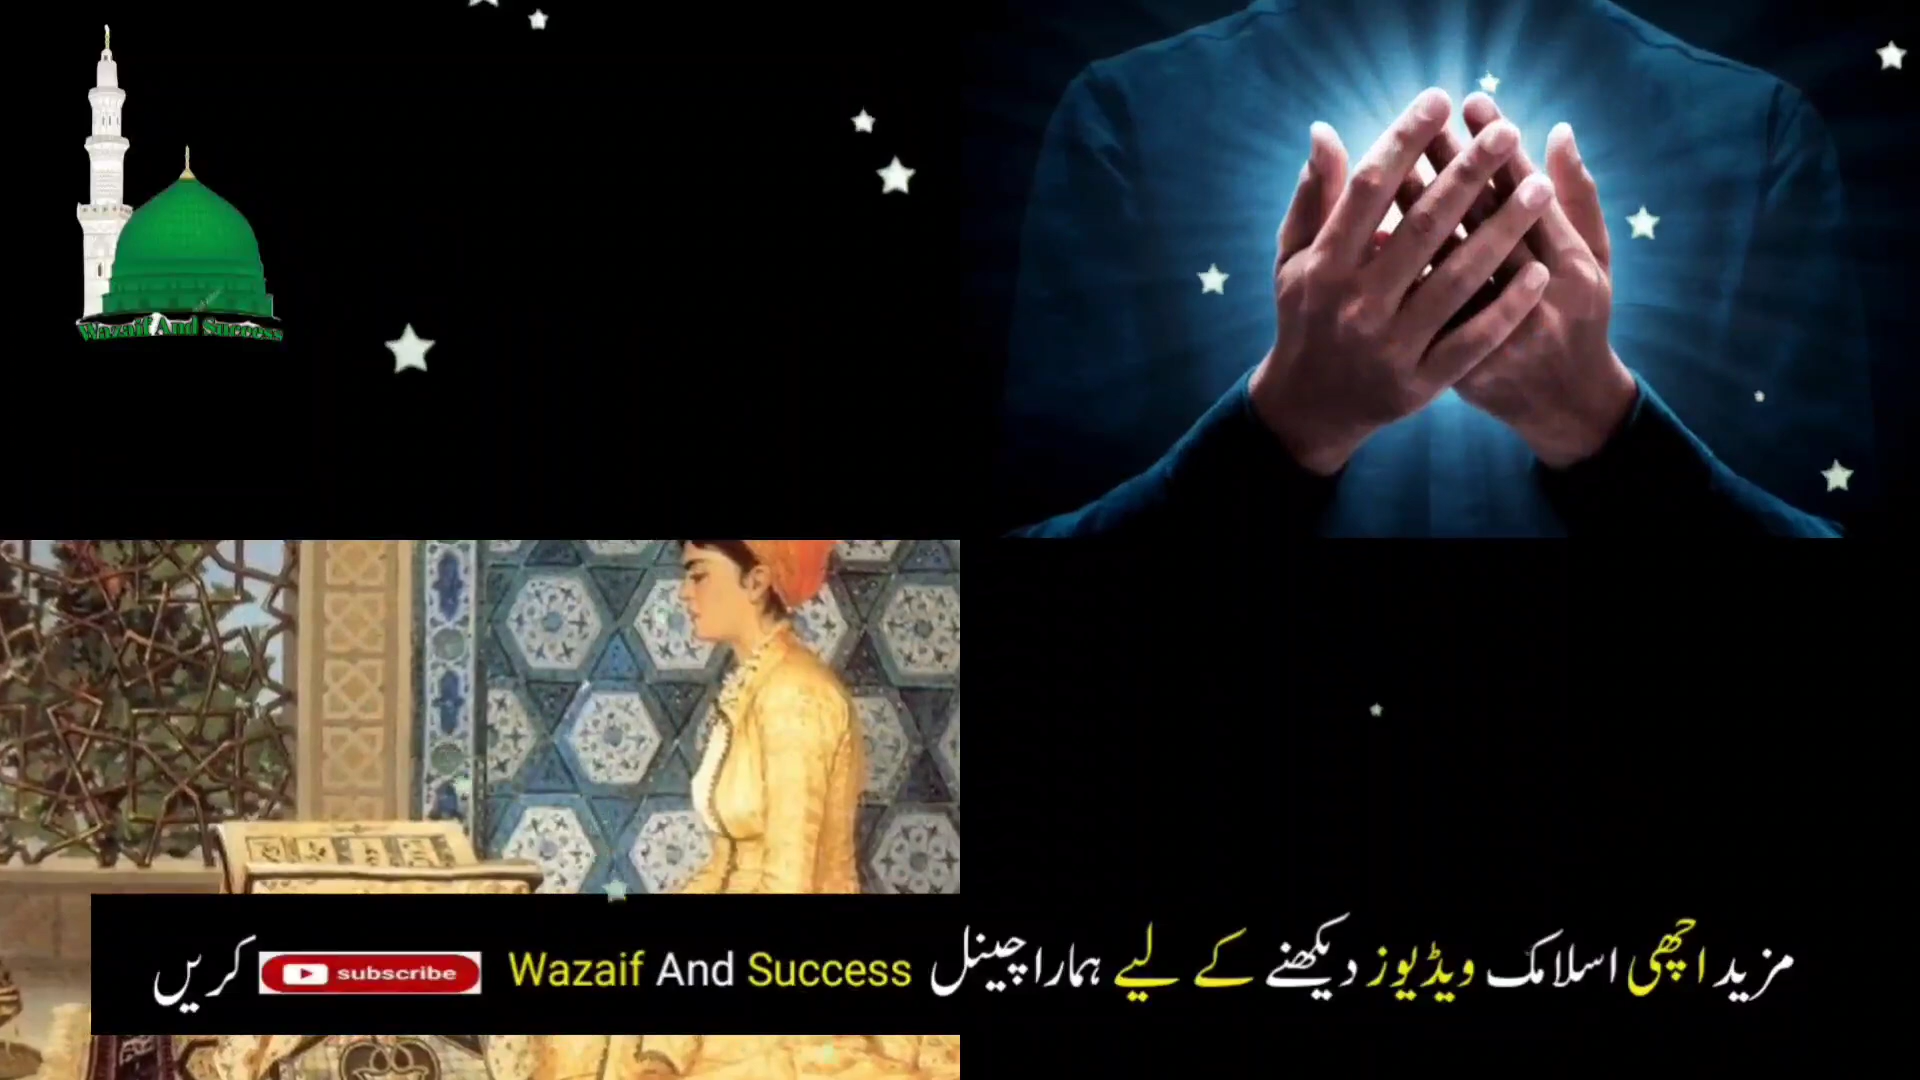 Wazaif And Success
مزید اچھی اسلامک ویڈیوز دیکھنے کے لیے ہمارا چینل Wazaif And Success subscribe کریں